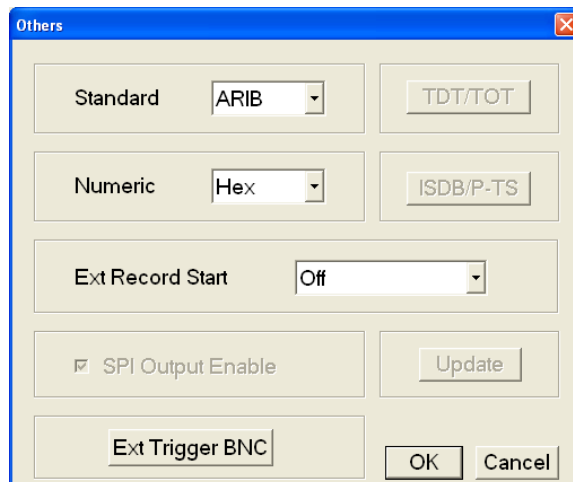 Others
Standard ARIB TDT/TOT
Numeric Hex ISDB/P-TS
Ext Record Start Off
SPI Output Enable Update
Ext Trigger BNC OK Cancel